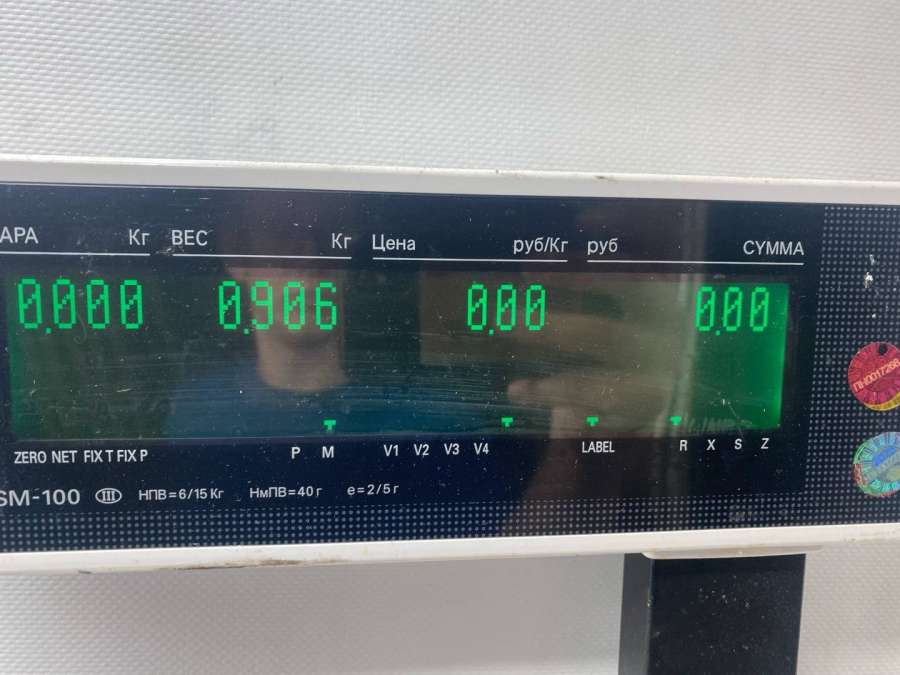 АРА Кг ВЕС Кг Цена руб/Кг руб СУММА
0.000 0.906 0.00 0.00
ZERO NET FIX T FIX P P M V1 V2 V3 V4 LABEL R X S Z
SM-100 III НПВ=6/15 Кг НмПВ=40 г e=2/5 г
ПН0017268